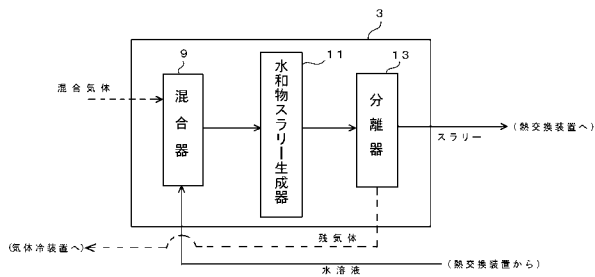 3
9
11
13
混合気体
混合器
水和物スラリー生成器
分離器
スラリー
(熱交換装置へ)
残気体
(気体冷装置へ)
水溶液
(熱交換装置から)